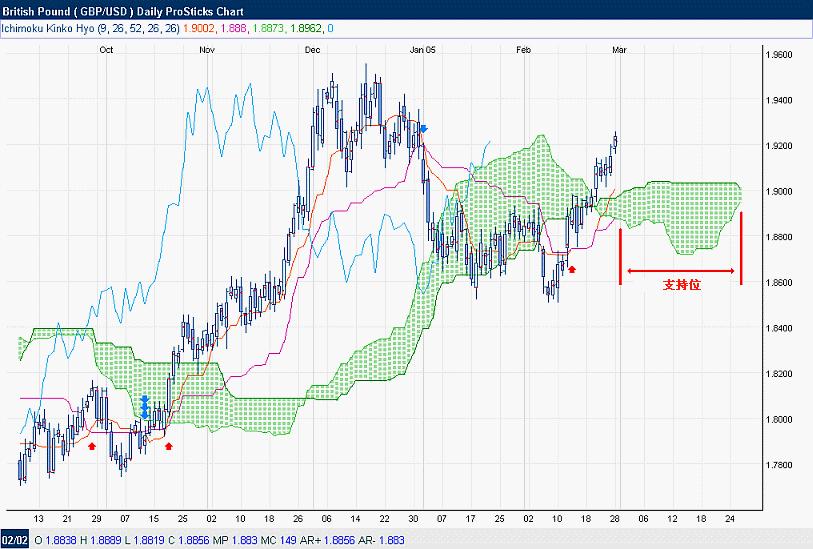 British Pound ( GBP/USD ) Daily ProSticks Chart
Ichimoku Kinko Hyo (9, 26, 52, 26, 26) 1.9002, 1.888, 1.8873, 1.8962, 0
Oct Nov Dec Jan 05 Feb Mar
1.9600
1.9400
1.9200
1.9000
1.8800
1.8600
支持位
1.8400
1.8200
1.8000
1.7800
13 21 29 07 15 25 02 10 18 26 06 14 22 30 07 17 25 02 10 18 28 06 12 18 24
02/02 O 1.8838 H 1.8889 L 1.8819 C 1.8856 MP 1.883 MC 149 AR+ 1.8856 AR- 1.883